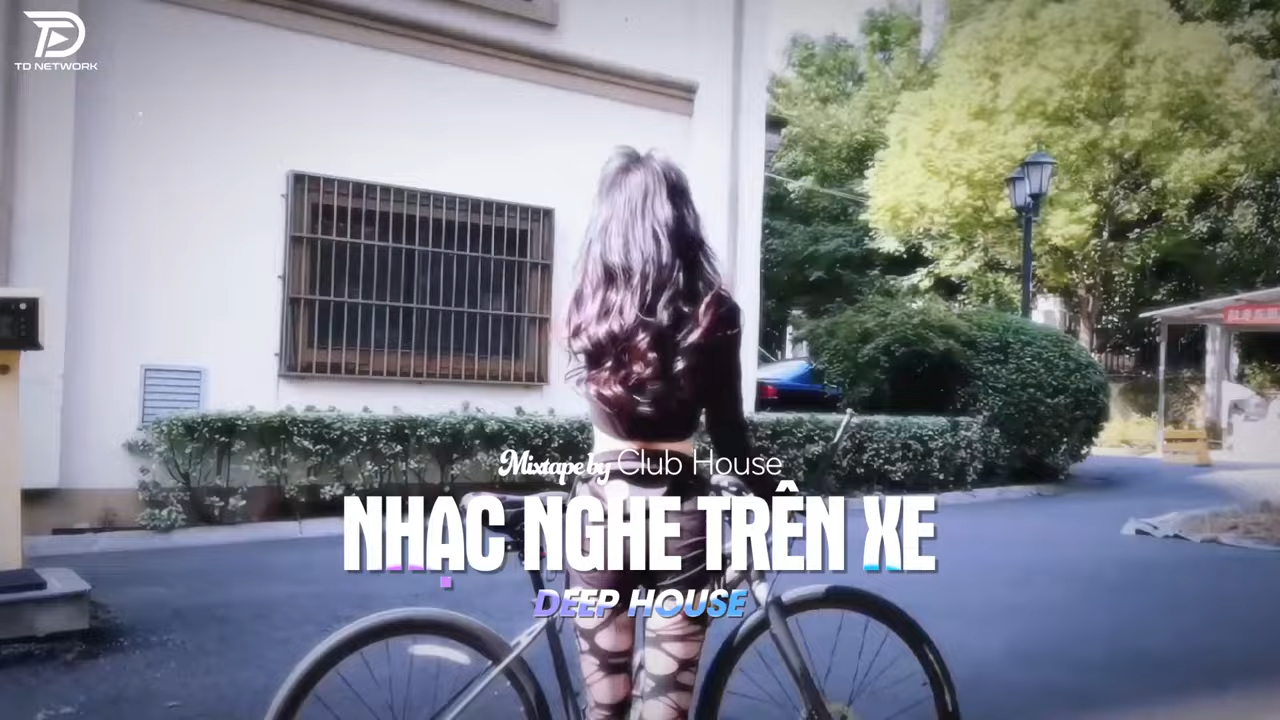 TD NETWORK
Mixtape by Club House
NHẠC NGHE TRÊN XE
DEEP HOUSE